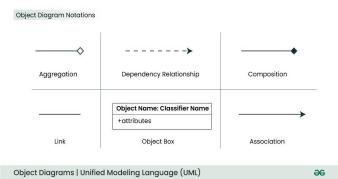 Object Diagram Notations
Aggregation
Dependency Relationship
Composition
Link
Object Name: Classifier Name
+attributes
Object Box
Association
Object Diagrams | Unified Modeling Language (UML)